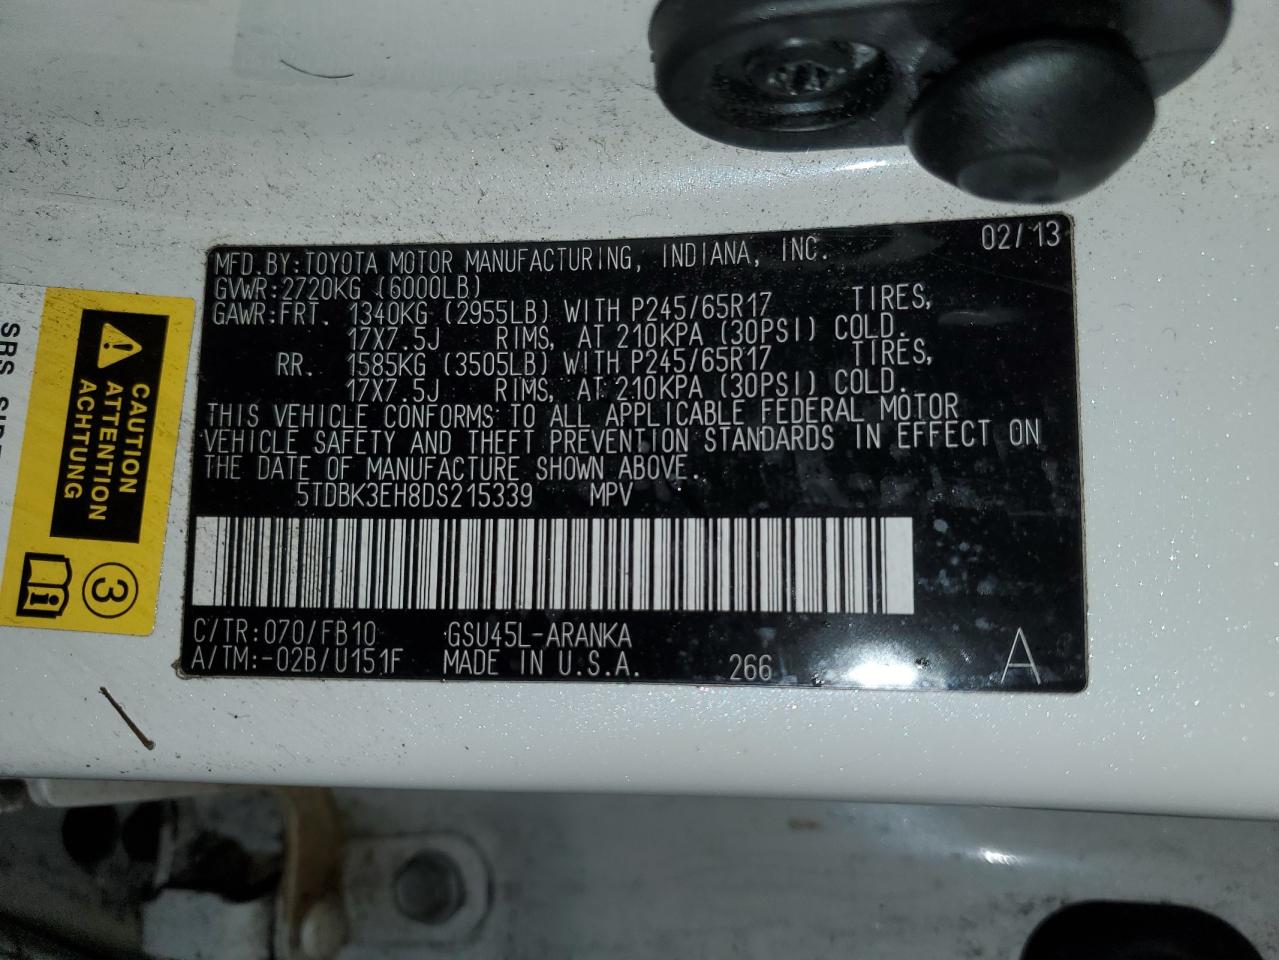 MFD.BY:TOYOTA MOTOR MANUFACTURING, INDIANA, INC. 02/13
GVWR:2720KG (6000LB)
GAWR:FRT. 1340KG (2955LB) WITH P245/65R17 TIRES,
17X7.5J RIMS, AT 210KPA (30PSI) COLD.
RR. 1585KG (3505LB) WITH P245/65R17 TIRES,
17X7.5J RIMS, AT 210KPA (30PSI) COLD.
THIS VEHICLE CONFORMS TO ALL APPLICABLE FEDERAL MOTOR
VEHICLE SAFETY AND THEFT PREVENTION STANDARDS IN EFFECT ON
THE DATE OF MANUFACTURE SHOWN ABOVE.
5TDBK3EH8DS215339 MPV
C/TR:070/FB10 GSU45L-ARANKA
A/TM:-02B/U151F MADE IN U.S.A. 266 A
CAUTION
ATTENTION
ACHTUNG
3
SRS